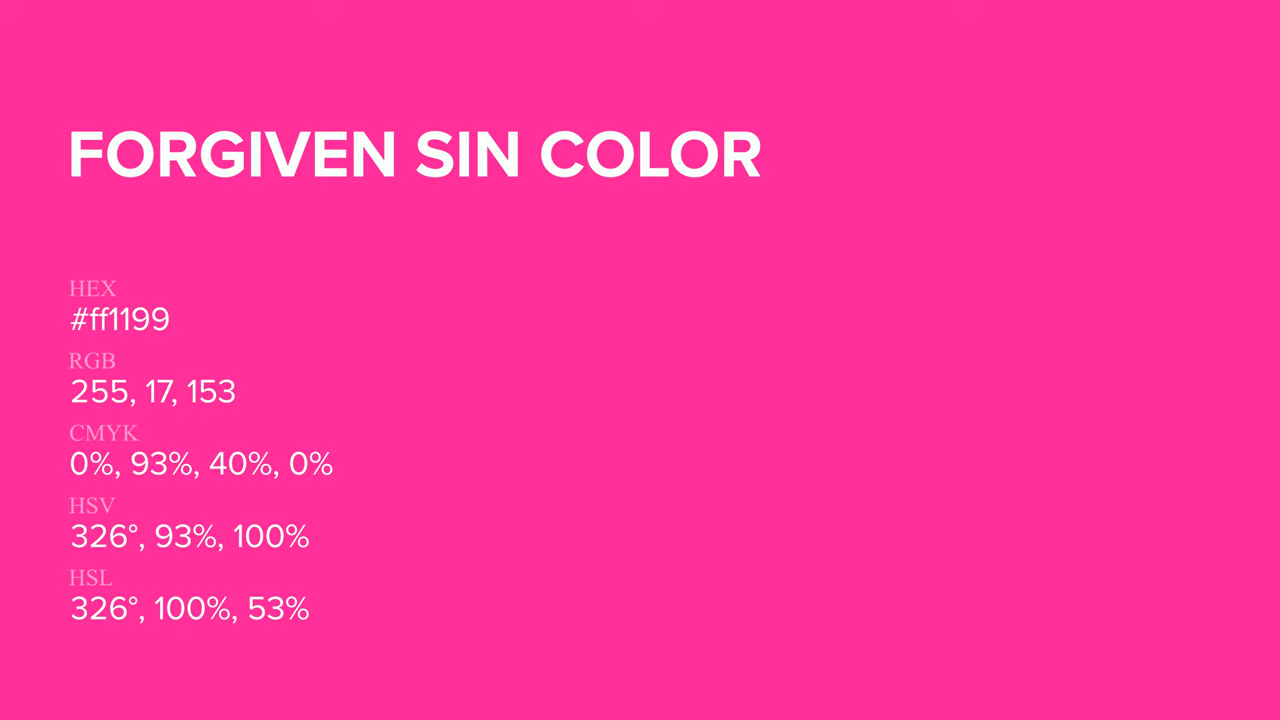 FORGIVEN SIN COLOR
HEX
#ff1199
RGB
255, 17, 153
CMYK
0%, 93%, 40%, 0%
HSV
326°, 93%, 100%
HSL
326°, 100%, 53%